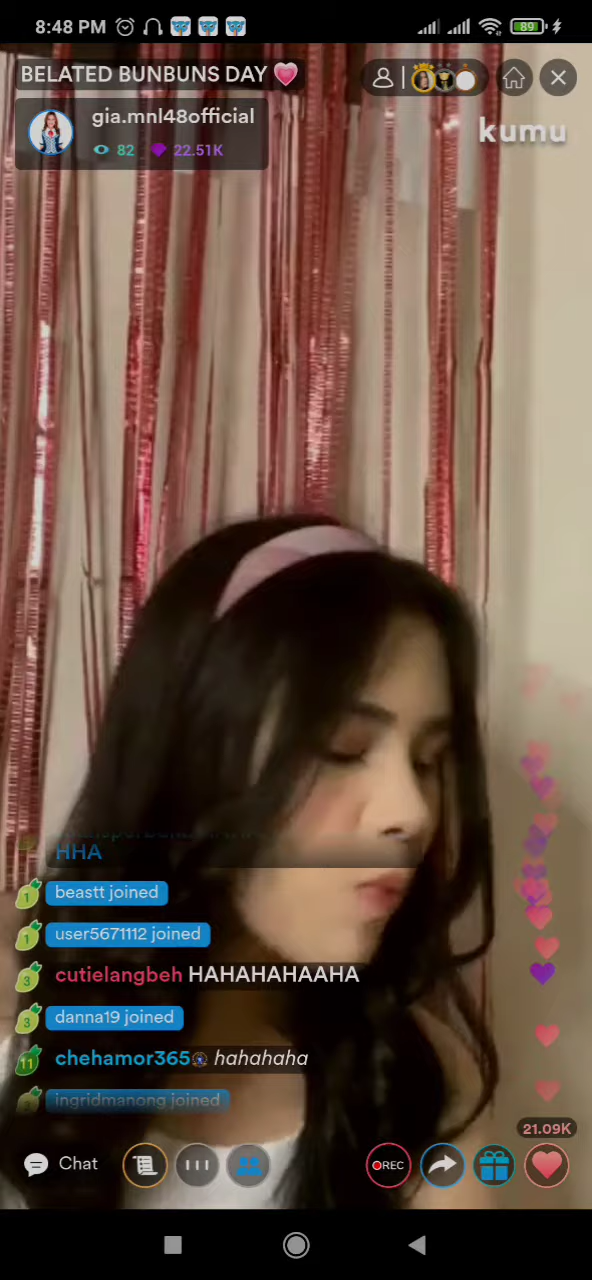 8:48 PM
89
BELATED BUNBUNS DAY
gia.mnl48official
82
22.51K
kumu
HHA
1
beastt joined
1
user5671112 joined
3
cutielangbeh HAHAHAHAAHA
3
danna19 joined
11
chehamor365 hahahaha
ingridmanong joined
21.09K
Chat
REC